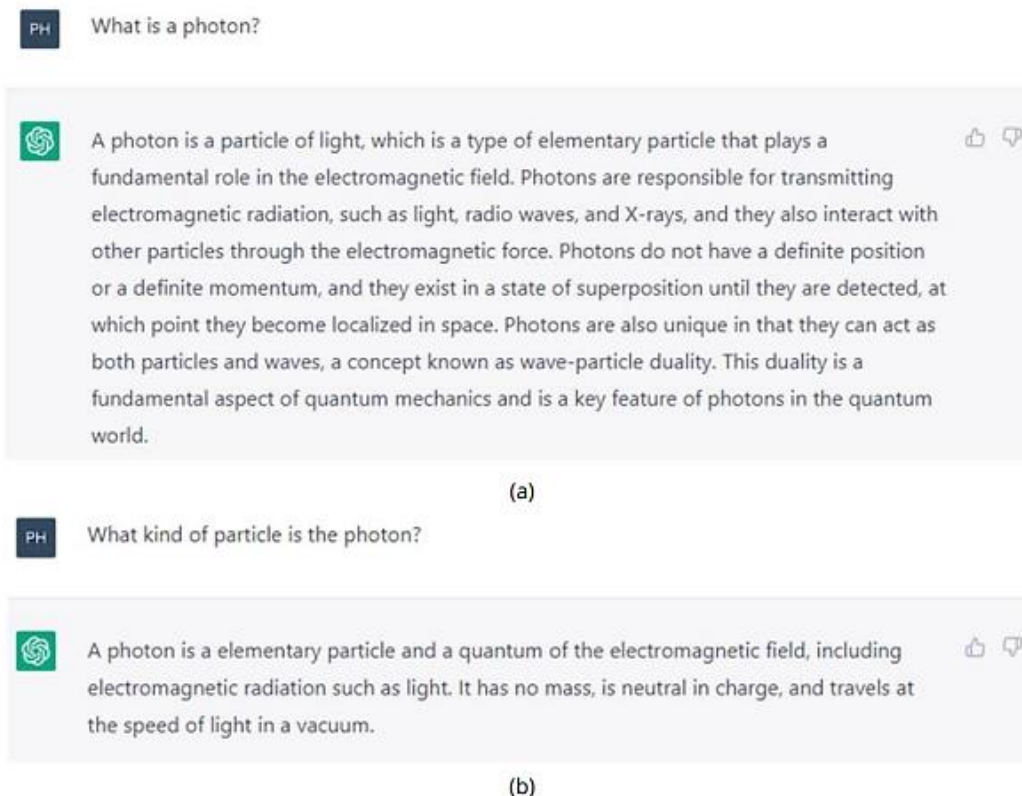 PH What is a photon?
A photon is a particle of light, which is a type of elementary particle that plays a
fundamental role in the electromagnetic field. Photons are responsible for transmitting
electromagnetic radiation, such as light, radio waves, and X-rays, and they also interact with
other particles through the electromagnetic force. Photons do not have a definite position
or a definite momentum, and they exist in a state of superposition until they are detected, at
which point they become localized in space. Photons are also unique in that they can act as
both particles and waves, a concept known as wave-particle duality. This duality is a
fundamental aspect of quantum mechanics and is a key feature of photons in the quantum
world.
(a)
PH What kind of particle is the photon?
A photon is a elementary particle and a quantum of the electromagnetic field, including
electromagnetic radiation such as light. It has no mass, is neutral in charge, and travels at
the speed of light in a vacuum.
(b)